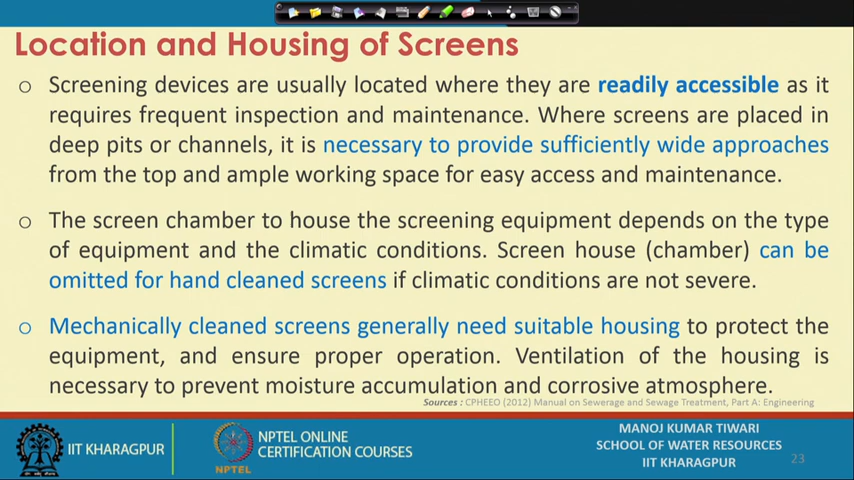 Location and Housing of Screens
o Screening devices are usually located where they are readily accessible as it
requires frequent inspection and maintenance. Where screens are placed in
deep pits or channels, it is necessary to provide sufficiently wide approaches
from the top and ample working space for easy access and maintenance.
o The screen chamber to house the screening equipment depends on the type
of equipment and the climatic conditions. Screen house (chamber) can be
omitted for hand cleaned screens if climatic conditions are not severe.
o Mechanically cleaned screens generally need suitable housing to protect the
equipment, and ensure proper operation. Ventilation of the housing is
necessary to prevent moisture accumulation and corrosive atmosphere.
Sources : CPHEEO (2012) Manual on Sewerage and Sewage Treatment, Part A: Engineering
IIT KHARAGPUR
NPTEL
NPTEL ONLINE
CERTIFICATION COURSES
MANOJ KUMAR TIWARI
SCHOOL OF WATER RESOURCES
IIT KHARAGPUR
23